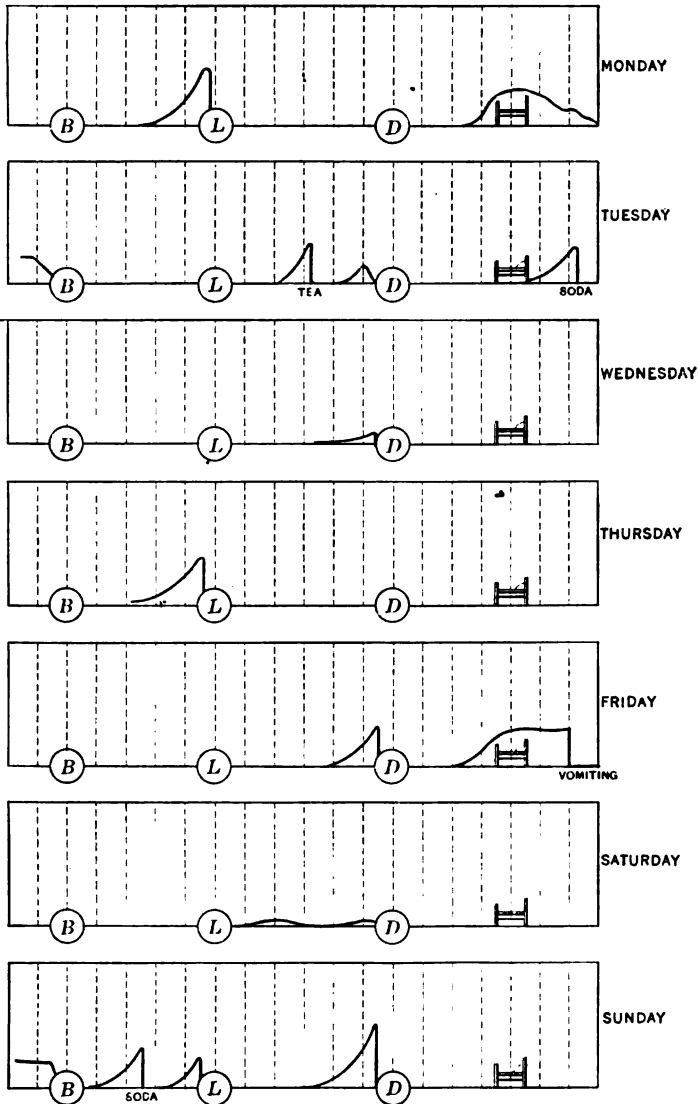 MONDAY
B L D
TUESDAY
B L D
TEA SODA
WEDNESDAY
B L D
THURSDAY
B L D
FRIDAY
B L D
VOMITING
SATURDAY
B L D
SUNDAY
B L D
SODA